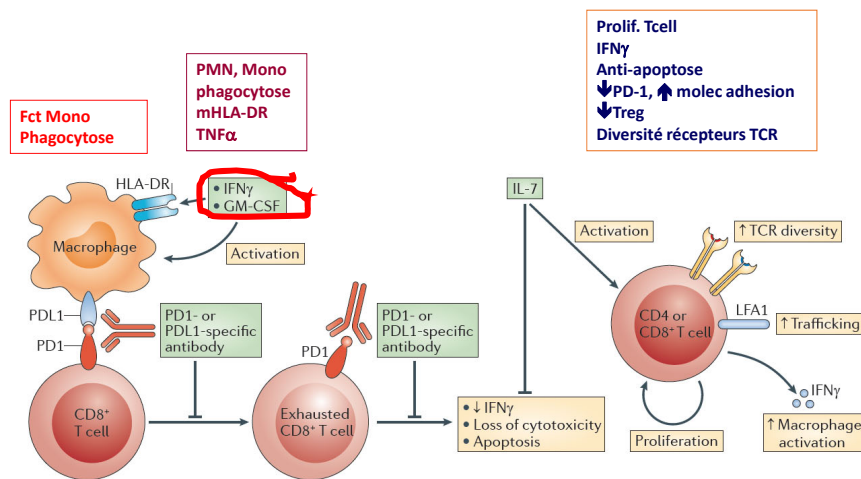 Prolif. Tcell
IFNγ
Anti-apoptose
🡇PD-1, 🡅 molec adhesion
🡇Treg
Diversité récepteurs TCR
PMN, Mono
phagocytose
mHLA-DR
TNFα
Fct Mono
Phagocytose
HLA-DR
• IFNγ
• GM-CSF
Macrophage
Activation
IL-7
Activation
↑ TCR diversity
PDL1
PD1
PD1- or
PDL1-specific
antibody
PD1
PD1- or
PDL1-specific
antibody
CD4 or
CD8⁺ T cell
LFA1
↑ Trafficking
CD8⁺
T cell
Exhausted
CD8⁺ T cell
• ↓ IFNγ
• Loss of cytotoxicity
• Apoptosis
Proliferation
IFNγ
↑ Macrophage
activation